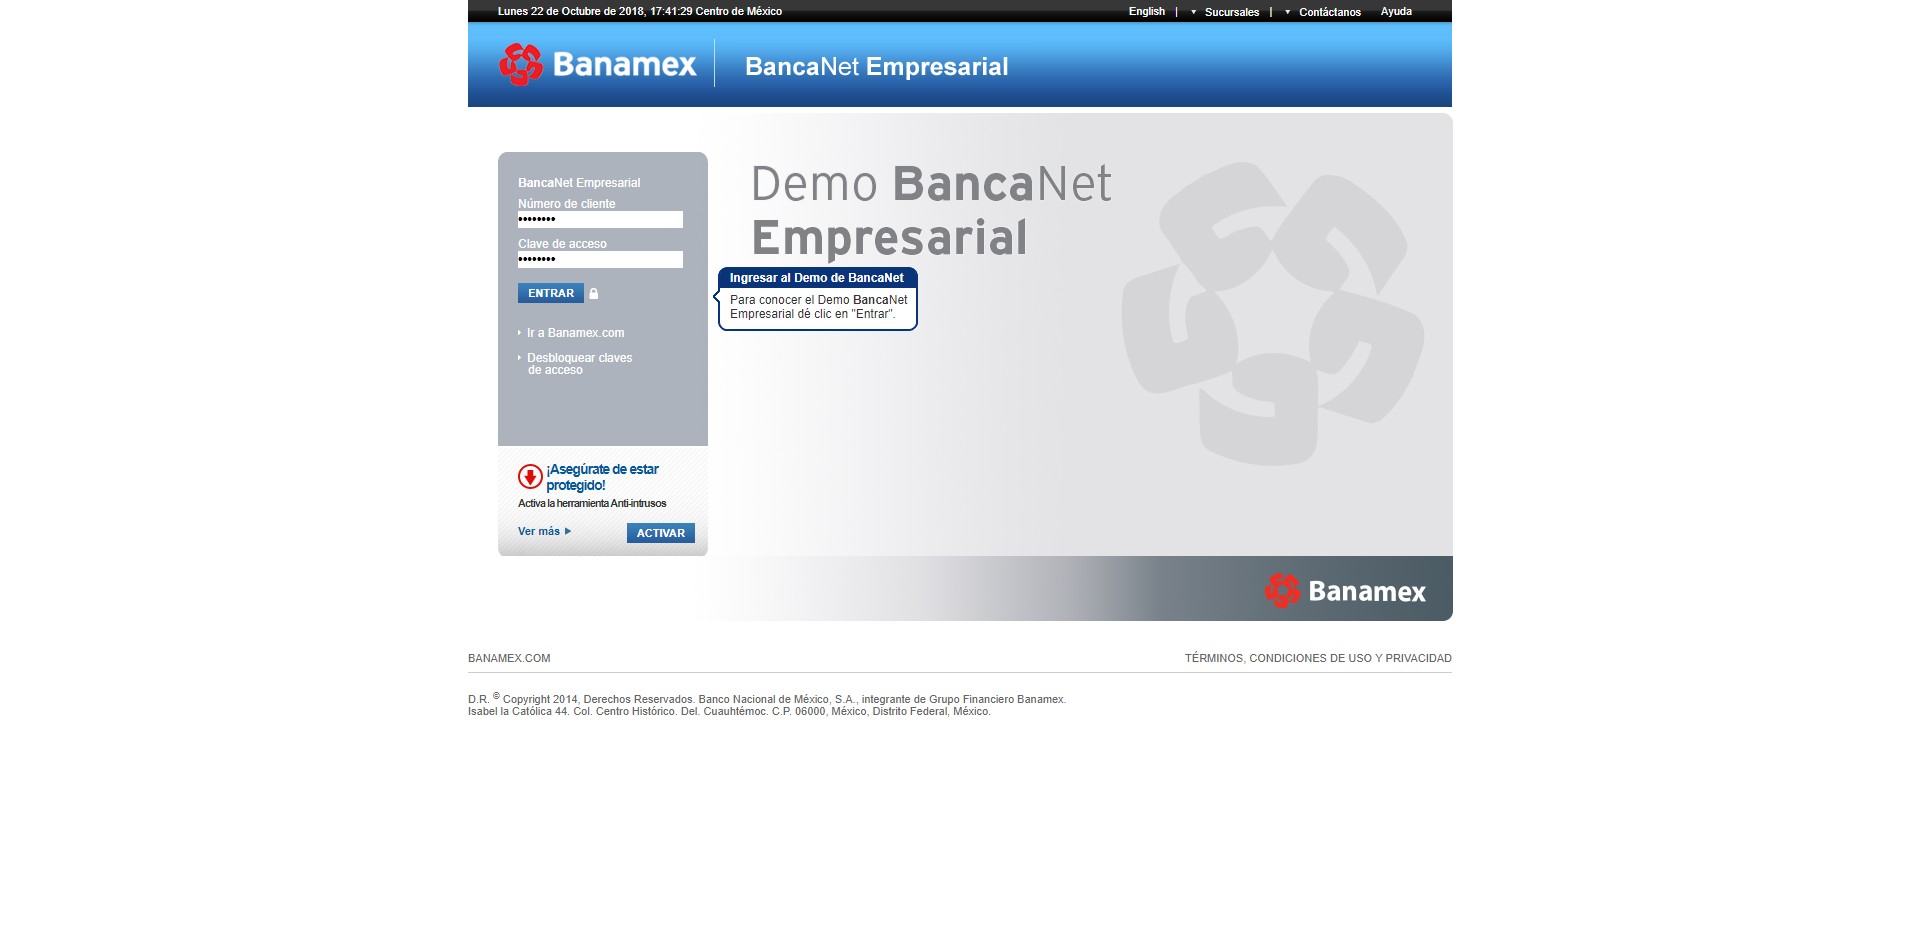 Lunes 22 de Octubre de 2018, 17:41:29 Centro de México
English | ▼ Sucursales | ▼ Contáctanos Ayuda
Banamex
BancaNet Empresarial
BancaNet Empresarial
Número de cliente
••••••••
Clave de acceso
••••••••
ENTRAR
Ir a Banamex.com
Desbloquear claves
de acceso
Demo BancaNet
Empresarial
Ingresar al Demo de BancaNet
Para conocer el Demo BancaNet
Empresarial dé clic en "Entrar".
¡Asegúrate de estar
protegido!
Activa la herramienta Anti-intrusos
Ver más ▶
ACTIVAR
Banamex
BANAMEX.COM
TÉRMINOS, CONDICIONES DE USO Y PRIVACIDAD
D.R. © Copyright 2014, Derechos Reservados. Banco Nacional de México, S.A., integrante de Grupo Financiero Banamex.
Isabel la Católica 44. Col. Centro Histórico. Del. Cuauhtémoc. C.P. 06000, México, Distrito Federal, México.